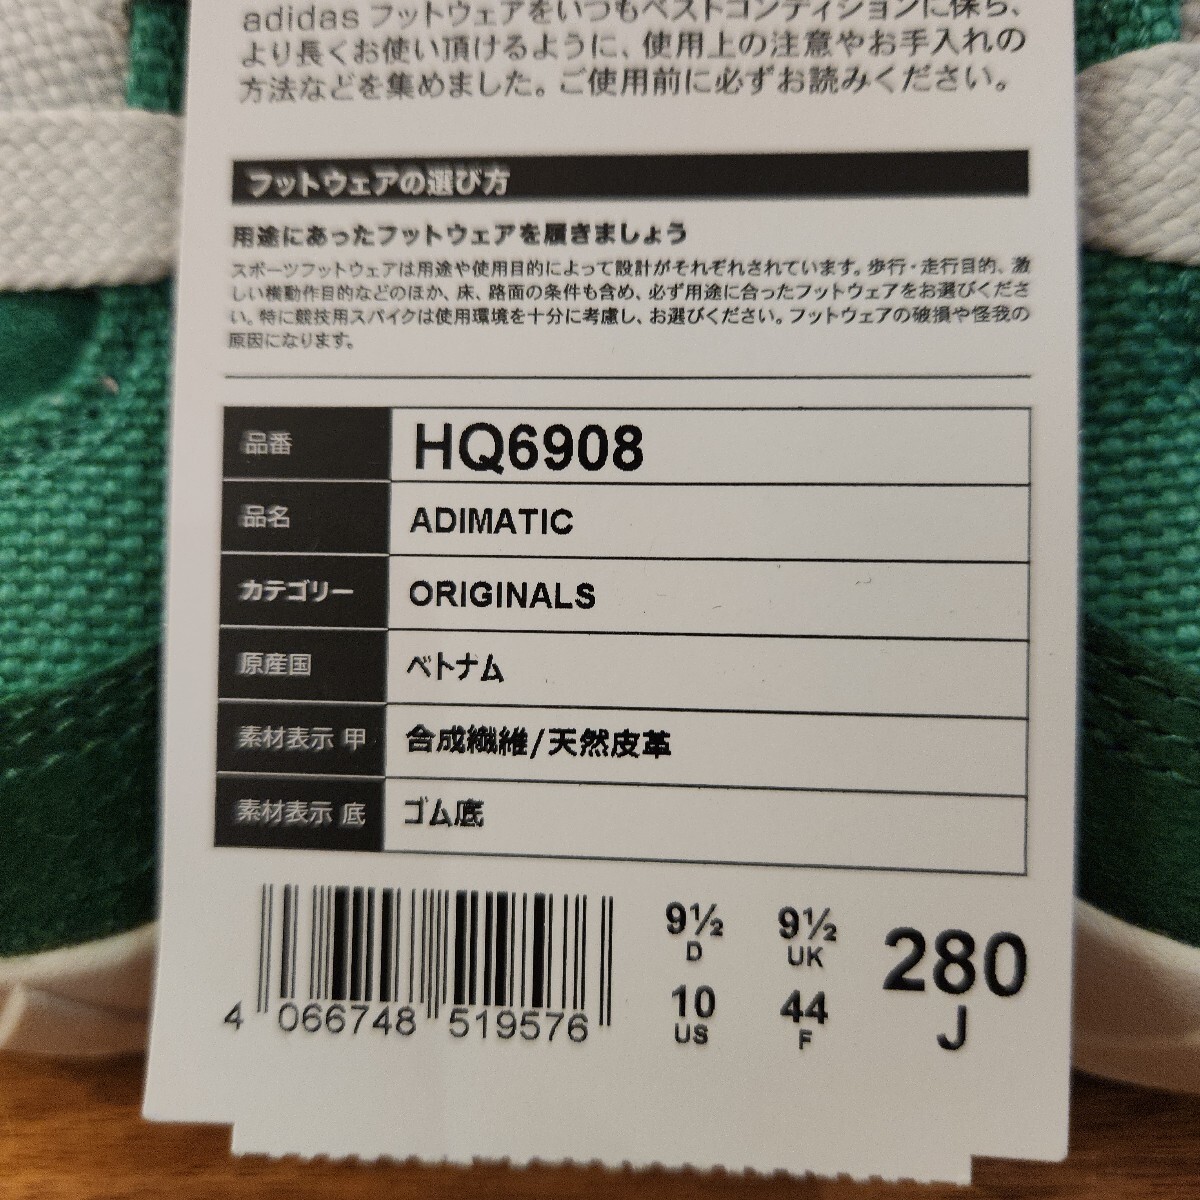 adidas フットウェアをいつもベストコンディションに保ち、
より長くお使い頂けるように、使用上の注意やお手入れの
方法などを集めました。ご使用前に必ずお読みください。
フットウェアの選び方
用途にあったフットウェアを履きましょう
スポーツフットウェアは用途や使用目的によって設計がそれぞれされています。歩行・走行目的、激
しい横動作目的などのほか、床、路面の条件も含め、必ず用途に合ったフットウェアをお選びくださ
い。特に競技用スパイクは使用環境を十分に考慮し、お選びください。フットウェアの破損や怪我の
原因になります。
品番 HQ6908
品名 ADIMATIC
カテゴリー ORIGINALS
原産国 ベトナム
素材表示 甲 合成繊維/天然皮革
素材表示 底 ゴム底
9½ 9½ 280
D UK J
10 44
US F
4 066748 519576